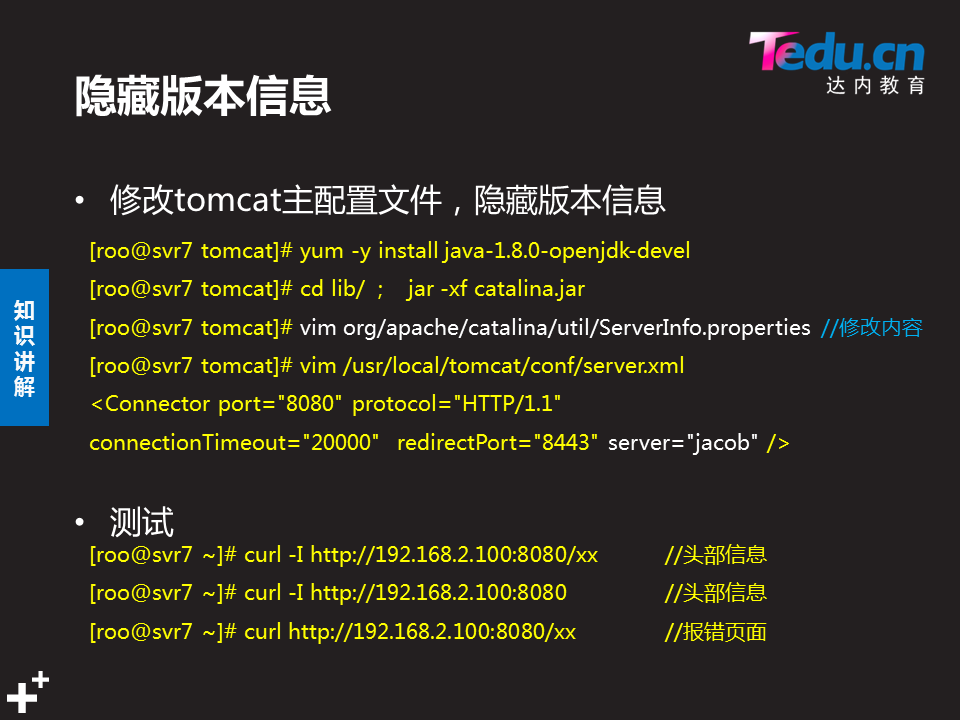 Tedu.cn
达内教育
隐藏版本信息
• 修改tomcat主配置文件，隐藏版本信息
[roo@svr7 tomcat]# yum -y install java-1.8.0-openjdk-devel
[roo@svr7 tomcat]# cd lib/ ; jar -xf catalina.jar
[roo@svr7 tomcat]# vim org/apache/catalina/util/ServerInfo.properties //修改内容
[roo@svr7 tomcat]# vim /usr/local/tomcat/conf/server.xml
<Connector port="8080" protocol="HTTP/1.1"
connectionTimeout="20000" redirectPort="8443" server="jacob" />
知识讲解
• 测试
[roo@svr7 ~]# curl -I http://192.168.2.100:8080/xx //头部信息
[roo@svr7 ~]# curl -I http://192.168.2.100:8080 //头部信息
[roo@svr7 ~]# curl http://192.168.2.100:8080/xx //报错页面